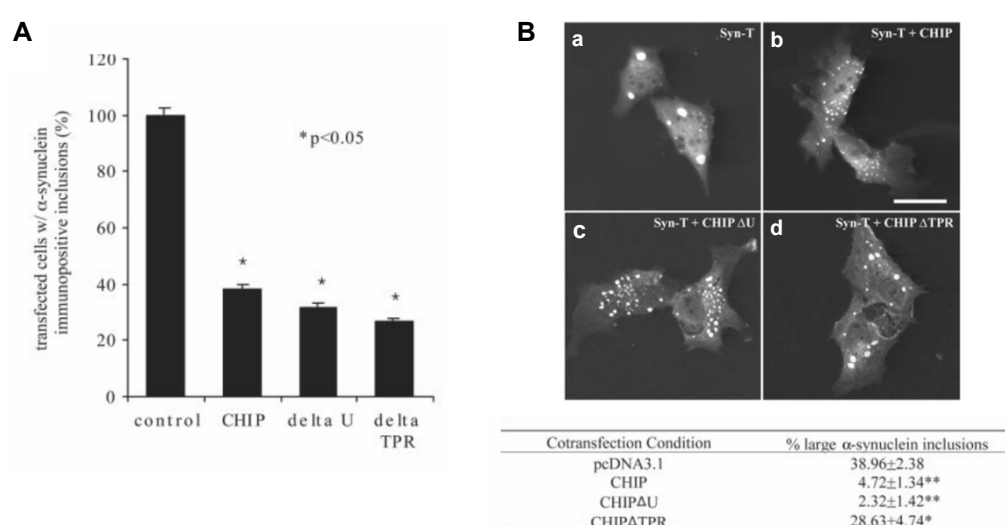 A
transfected cells w/ α-synuclein
immunopositive inclusions (%)
120
100
80
60
40
20
0
*p<0.05
*
*
*
control
CHIP
delta U
delta
TPR
B
a
Syn-T
b
Syn-T + CHIP
c
Syn-T + CHIP ΔU
d
Syn-T + CHIP ΔTPR
Cotransfection Condition % large α-synuclein inclusions
pcDNA3.1 38.96±2.38
CHIP 4.72±1.34**
CHIPΔU 2.32±1.42**
CHIPΔTPR 28.63±4.74*